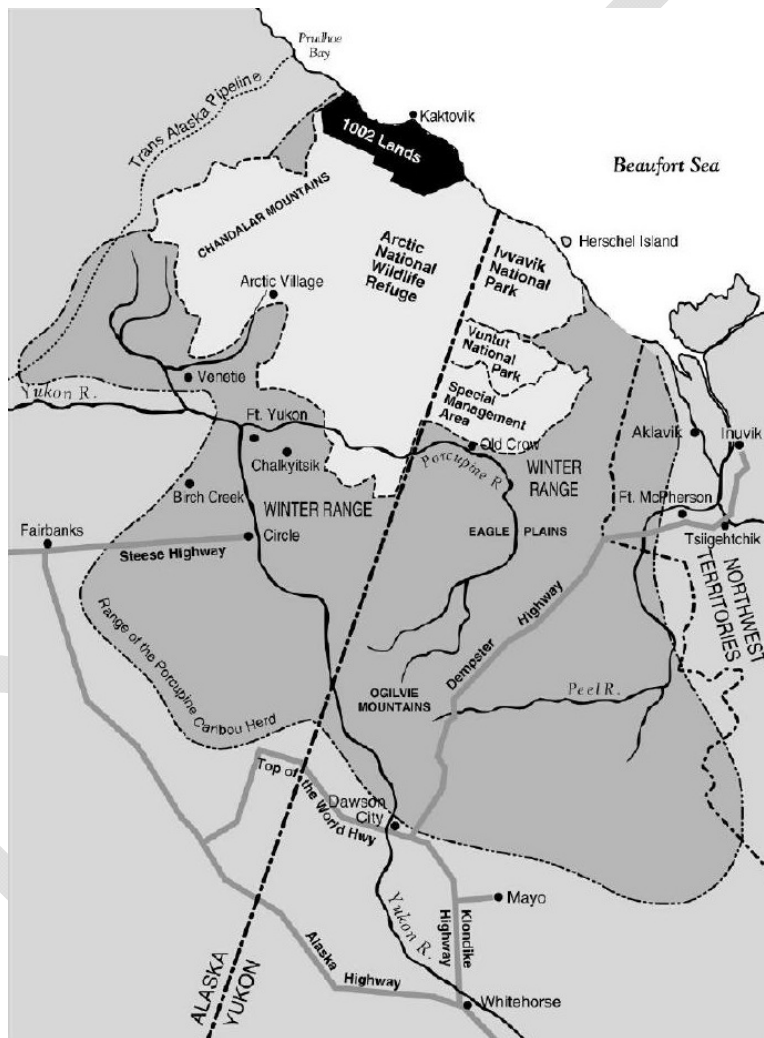 Prudhoe
Bay
Trans Alaska Pipeline
Kaktovik
1002 Lands
Beaufort Sea
CHANDALAR MOUNTAINS
Arctic
National
Wildlife
Refuge
Ivvavik
National
Park
Herschel Island
Arctic Village
Vuntut
National
Park
Venetie
Yukon R.
Special
Management
Area
Ft. Yukon
Old Crow
Aklavik
Inuvik
Chalkyitsik
Porcupine R.
WINTER
RANGE
Birch Creek
WINTER RANGE
Ft. McPherson
Fairbanks
Circle
EAGLE PLAINS
Tsiigehtchik
Steese Highway
NORTHWEST
TERRITORIES
Dempster Highway
Range of the Porcupine Caribou Herd
OGILVIE
MOUNTAINS
Peel R.
Top of the World Hwy
Dawson
City
Yukon R.
Mayo
Klondike
Highway
Alaska Highway
ALASKA
YUKON
Whitehorse